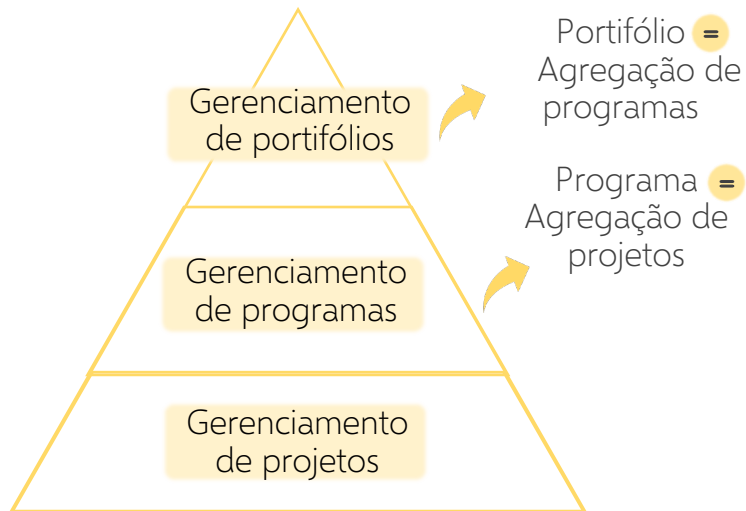 Portifólio =
Agregação de
programas
Gerenciamento
de portifólios
Programa =
Agregação de
projetos
Gerenciamento
de programas
Gerenciamento
de projetos